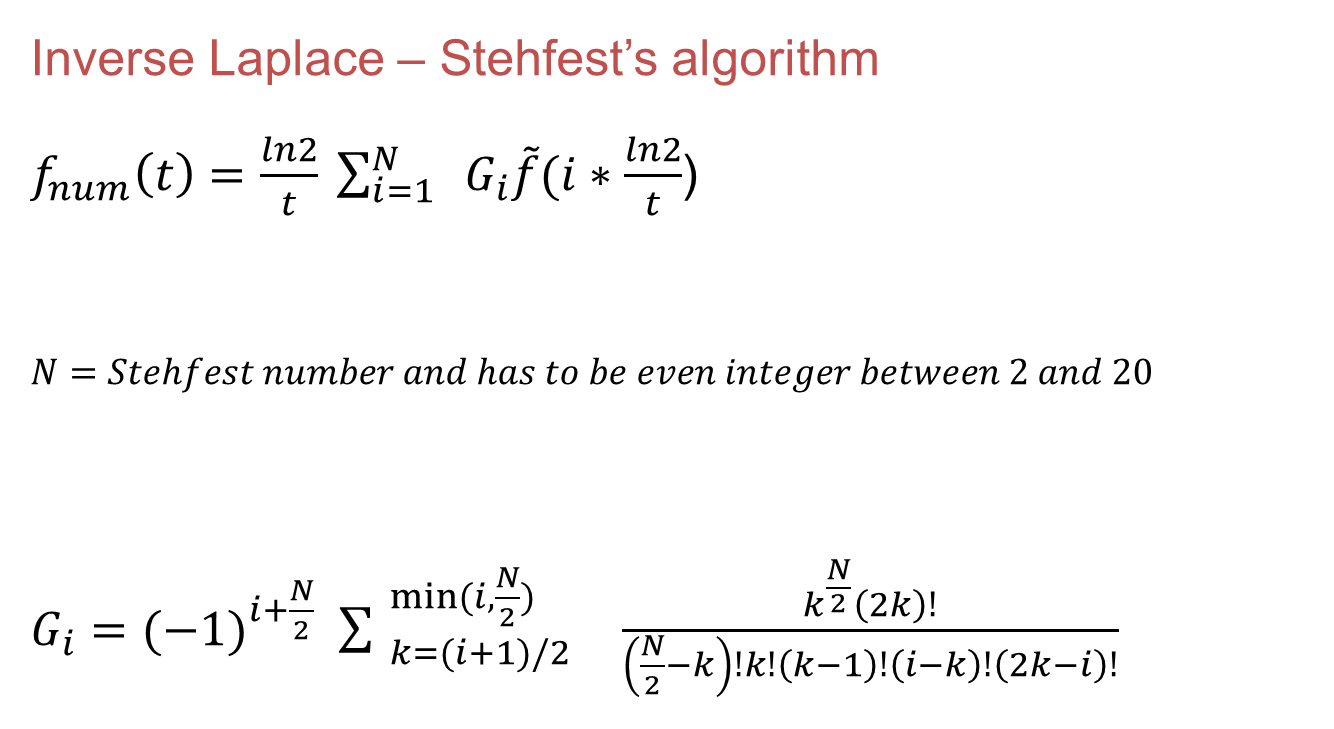 Inverse Laplace – Stehfest's algorithm
f_num(t) = ln2/t ∑_{i=1}^{N} G_i f̃(i * ln2/t)
N = Stehfest number and has to be even integer between 2 and 20
G_i = (−1)^{i+N/2} ∑_{k=(i+1)/2}^{min(i,N/2)} k^{N/2}(2k)! / (N/2−k)!k!(k−1)!(i−k)!(2k−i)!